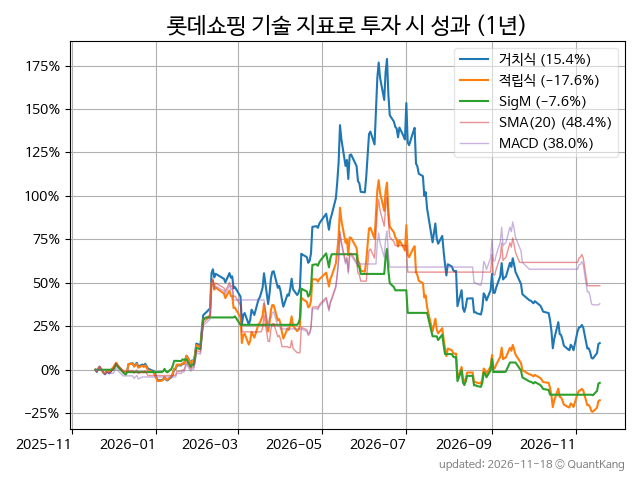 롯데쇼핑 기술 지표로 투자 시 성과 (1년)
175%
150%
125%
100%
75%
50%
25%
0%
−25%
거치식 (15.4%)
적립식 (−17.6%)
SigM (−7.6%)
SMA(20) (48.4%)
MACD (38.0%)
2025-11
2026-01
2026-03
2026-05
2026-07
2026-09
2026-11
updated: 2026-11-18 © QuantKang